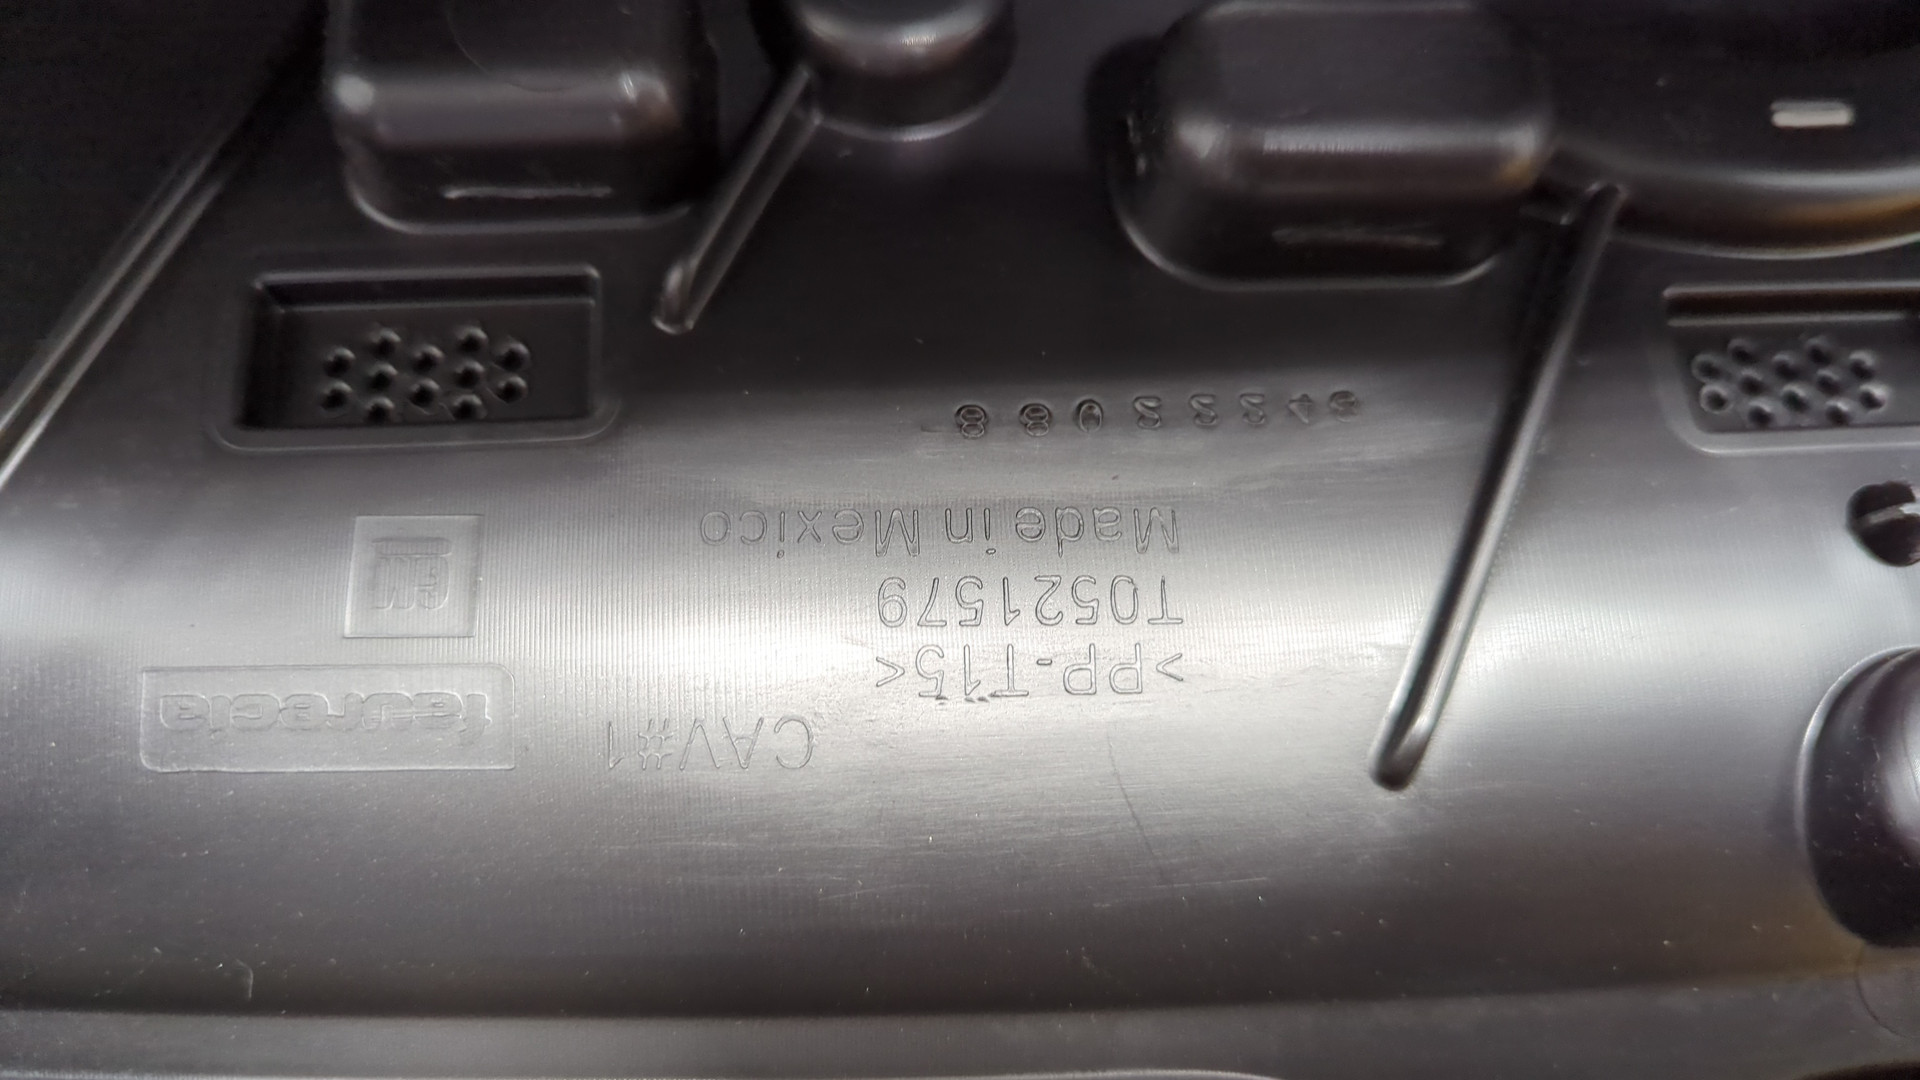 faurecia
GM
CAV#1
>PP-T15<
T0521579
Made in Mexico